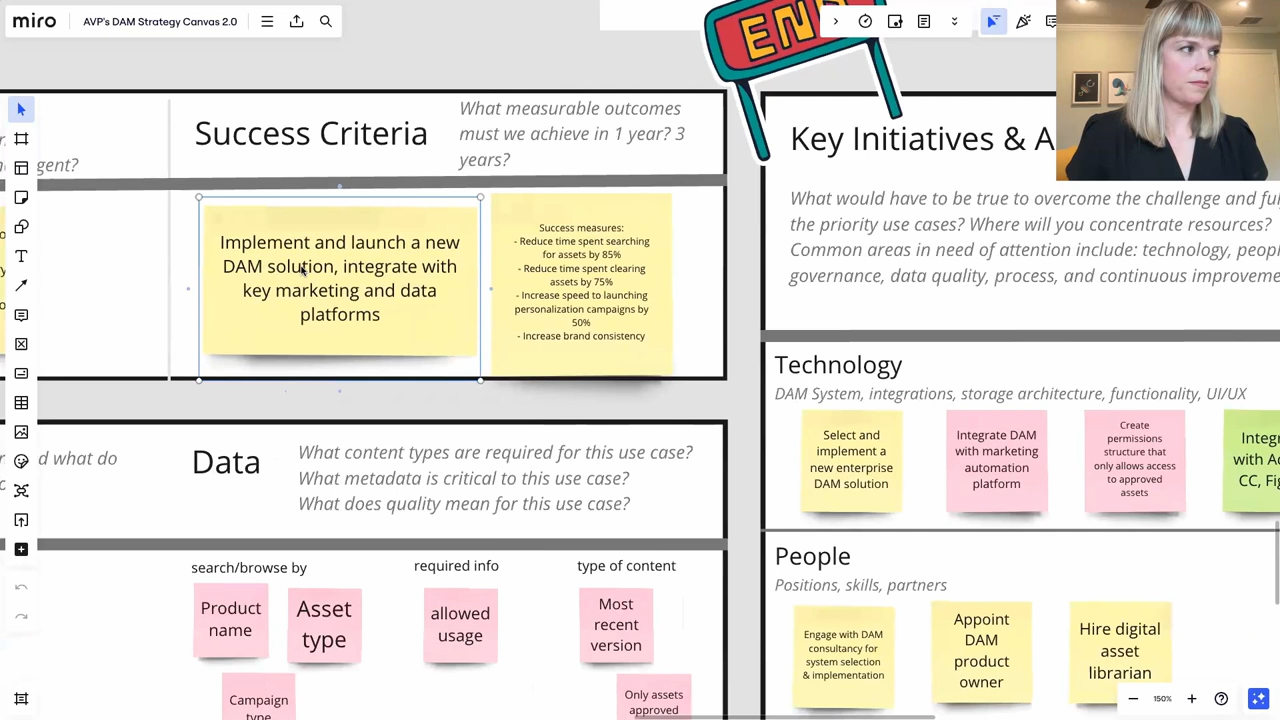 miro
AVP's DAM Strategy Canvas 2.0
END
gent?
Success Criteria
What measurable outcomes
must we achieve in 1 year? 3
years?
Implement and launch a new
DAM solution, integrate with
key marketing and data
platforms
Success measures:
- Reduce time spent searching
for assets by 85%
- Reduce time spent clearing
assets by 75%
- Increase speed to launching
personalization campaigns by
50%
- Increase brand consistency
Key Initiatives & A
What would have to be true to overcome the challenge and ful
the priority use cases? Where will you concentrate resources?
Common areas in need of attention include: technology, peop
governance, data quality, process, and continuous improveme
Technology
DAM System, integrations, storage architecture, functionality, UI/UX
Select and
implement a
new enterprise
DAM solution
Integrate DAM
with marketing
automation
platform
Create
permissions
structure that
only allows access
to approved
assets
Integr
with Ad
CC, Fig
d what do
Data
What content types are required for this use case?
What metadata is critical to this use case?
What does quality mean for this use case?
search/browse by
required info
type of content
Product
name
Asset
type
allowed
usage
Most
recent
version
Campaign
type
Only assets
approved
People
Positions, skills, partners
Engage with DAM
consultancy for
system selection
& implementation
Appoint
DAM
product
owner
Hire digital
asset
librarian
150%